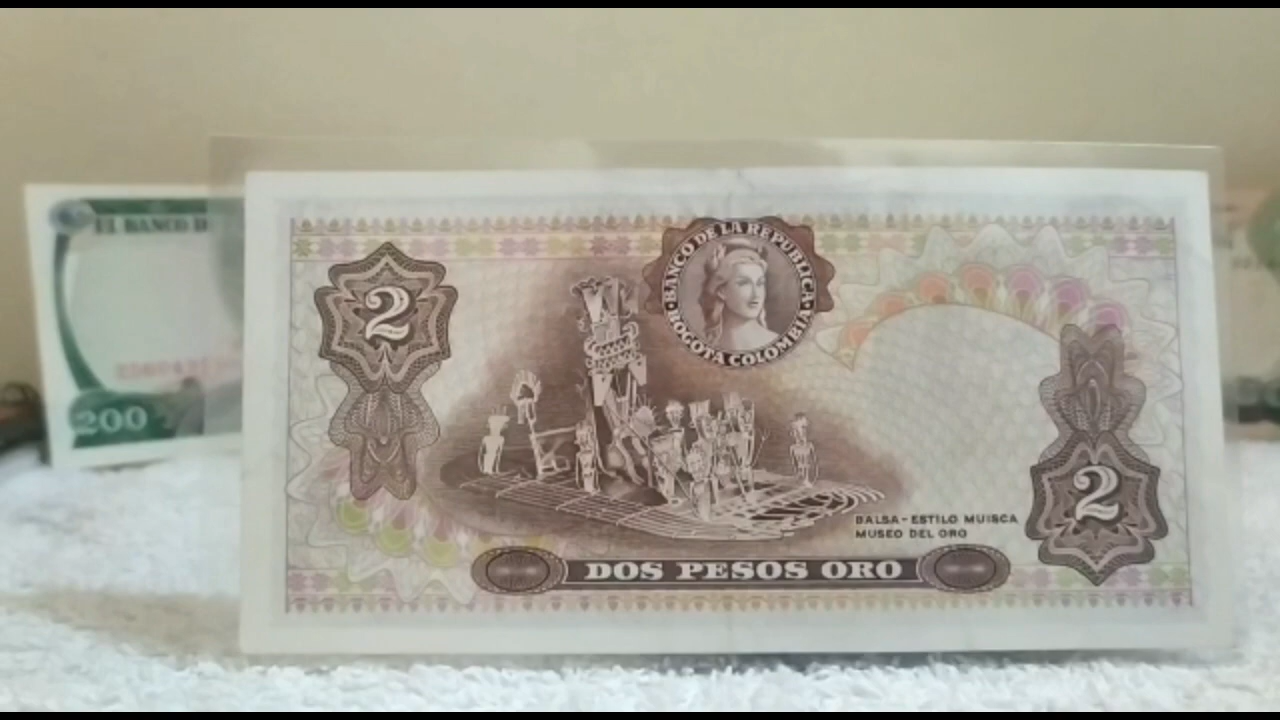 EL BANCO D
200
2
BANCO DE LA REPUBLICA
BOGOTA COLOMBIA
2
BALSA-ESTILO MUISCA
MUSEO DEL ORO
DOS PESOS ORO